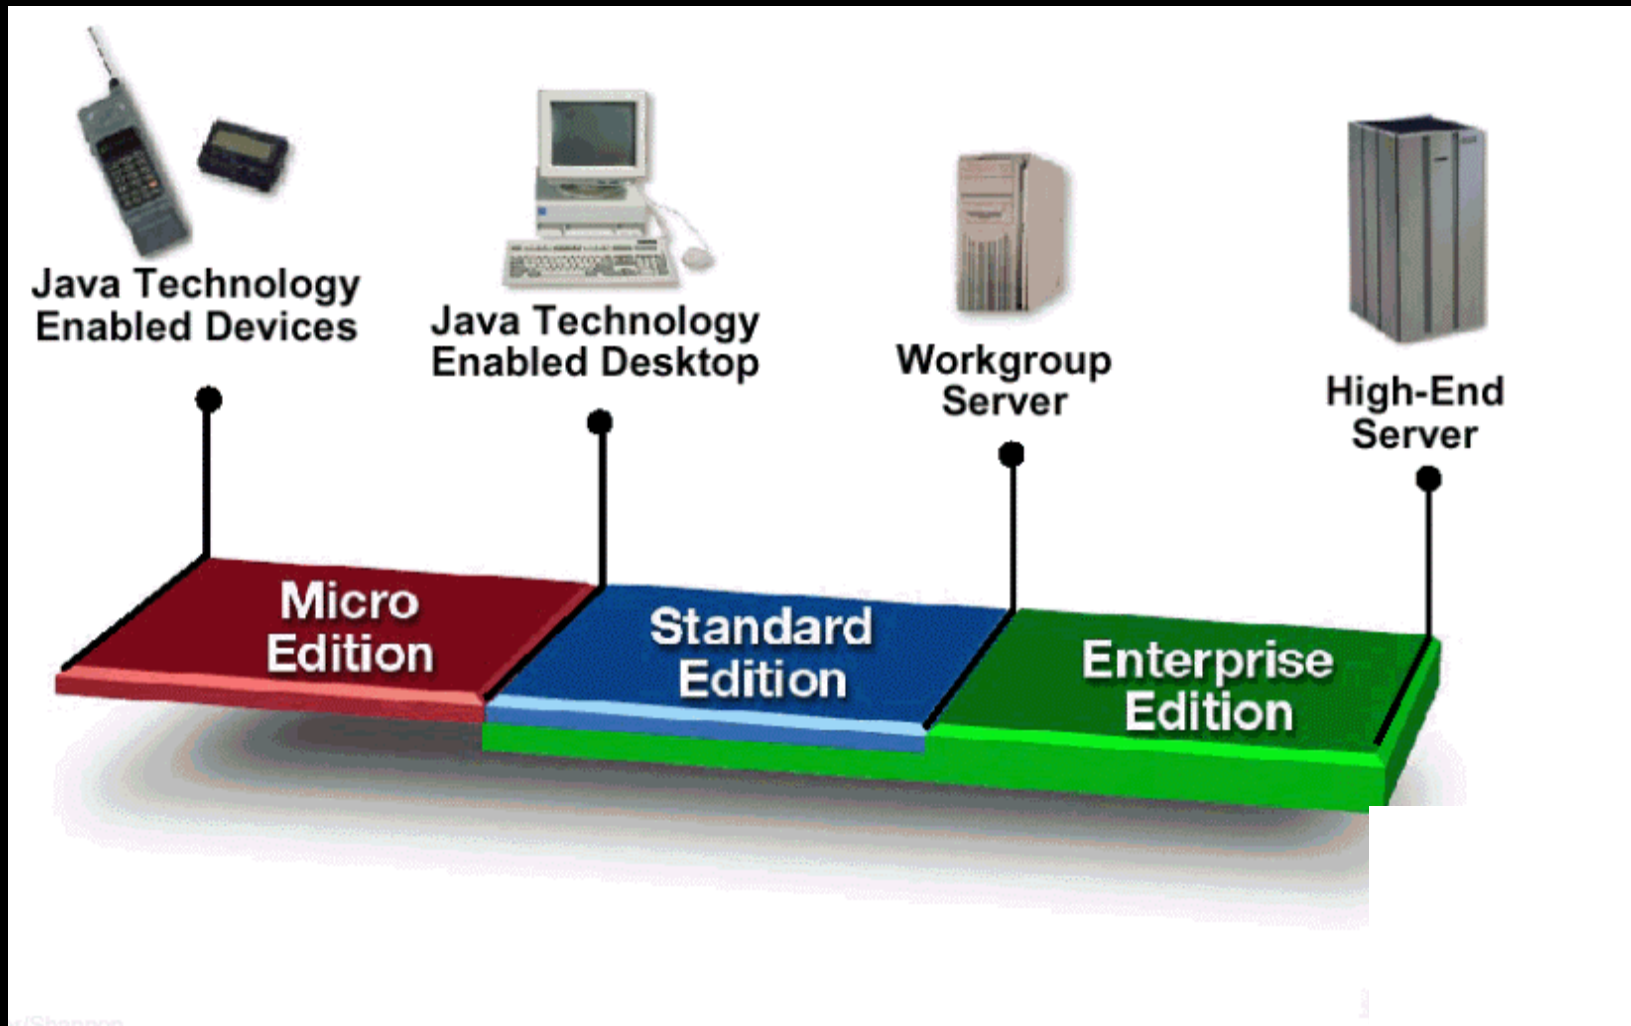 Java Technology
Enabled Devices
Java Technology
Enabled Desktop
Workgroup
Server
High-End
Server
Micro
Edition
Standard
Edition
Enterprise
Edition